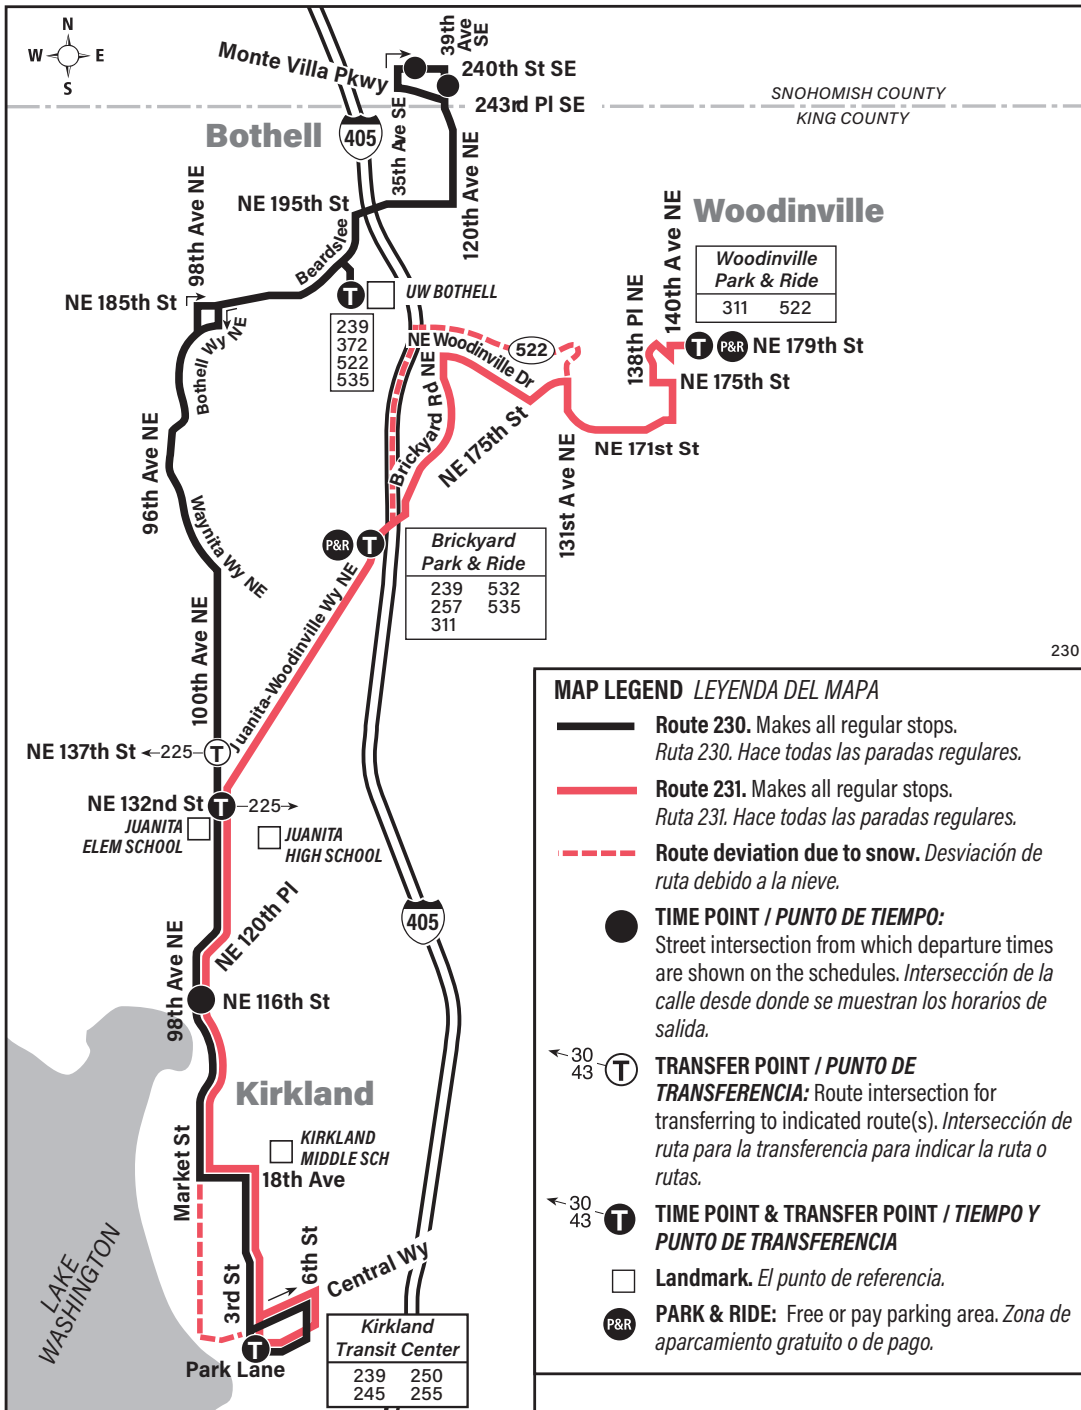 N
W E
S
39th
Ave
SE
Monte Villa Pkwy
240th St SE
243rd Pl SE
SNOHOMISH COUNTY
KING COUNTY
Bothell
405
35th Ave SE
120th Ave NE
98th Ave NE
NE 195th St
Beardslee
NE 185th St
Bothell Wy NE
T
UW BOTHELL
239
372
522
535
Woodinville
140th Ave NE
138th Pl NE
Woodinville
Park & Ride
311 522
T P&R NE 179th St
NE 175th St
NE Woodinville Dr
522
Brickyard Rd NE
NE 175th St
NE 171st St
131st Ave NE
96th Ave NE
Waynita Wy NE
P&R T
Brickyard
Park & Ride
239 532
257 535
311
Juanita-Woodinville Wy NE
100th Ave NE
NE 137th St 225 T
NE 132nd St T 225
JUANITA
ELEM SCHOOL
JUANITA
HIGH SCHOOL
NE 120th Pl
98th Ave NE
NE 116th St
405
Kirkland
Market St
KIRKLAND
MIDDLE SCH
18th Ave
3rd St
6th St
Central Wy
LAKE
WASHINGTON
T
Park Lane
Kirkland
Transit Center
239 250
245 255
230
MAP LEGEND LEYENDA DEL MAPA
Route 230. Makes all regular stops.
Ruta 230. Hace todas las paradas regulares.
Route 231. Makes all regular stops.
Ruta 231. Hace todas las paradas regulares.
Route deviation due to snow. Desviación de
ruta debido a la nieve.
TIME POINT / PUNTO DE TIEMPO:
Street intersection from which departure times
are shown on the schedules. Intersección de la
calle desde donde se muestran los horarios de
salida.
30
43 T
TRANSFER POINT / PUNTO DE
TRANSFERENCIA: Route intersection for
transferring to indicated route(s). Intersección de
ruta para la transferencia para indicar la ruta o
rutas.
30
43 T
TIME POINT & TRANSFER POINT / TIEMPO Y
PUNTO DE TRANSFERENCIA
Landmark. El punto de referencia.
P&R PARK & RIDE: Free or pay parking area. Zona de
aparcamiento gratuito o de pago.